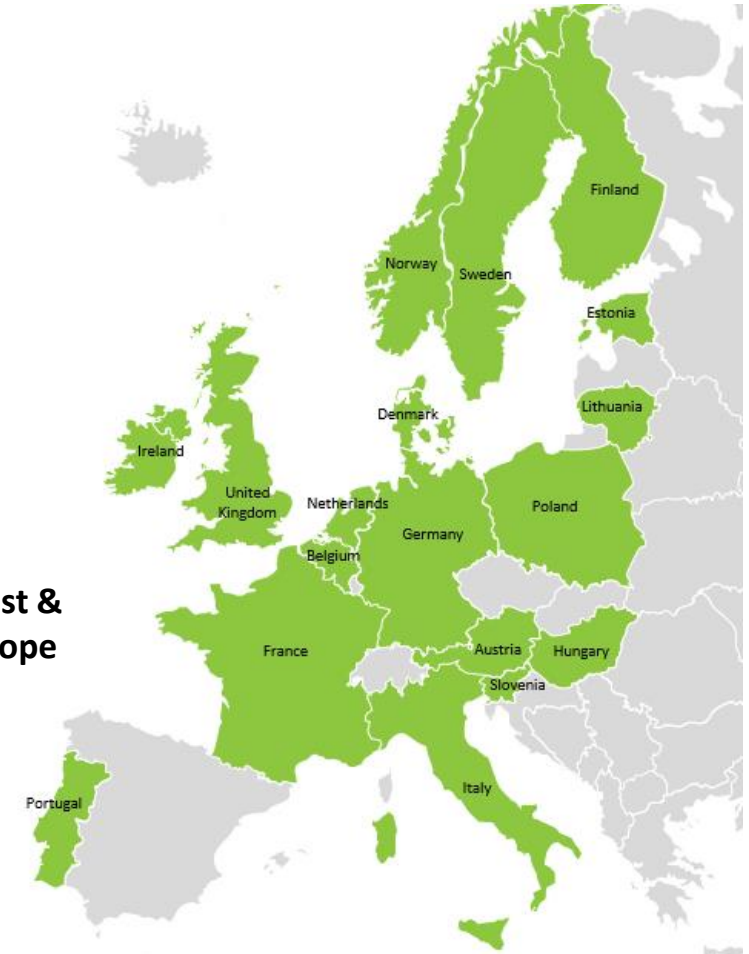 Finland
Norway
Sweden
Estonia
Lithuania
Denmark
Ireland
United
Kingdom
Netherlands
Poland
Germany
Belgium
st &
ope
France
Austria
Hungary
Slovenia
Italy
Portugal